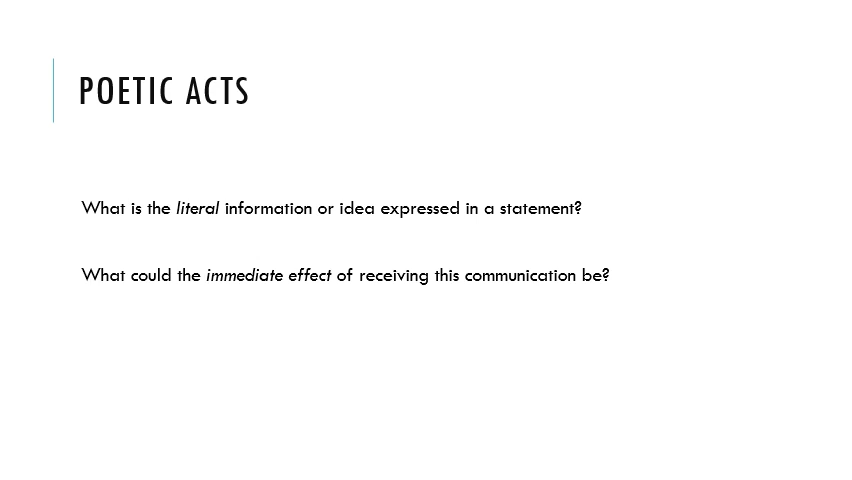 POETIC ACTS
What is the literal information or idea expressed in a statement?
What could the immediate effect of receiving this communication be?